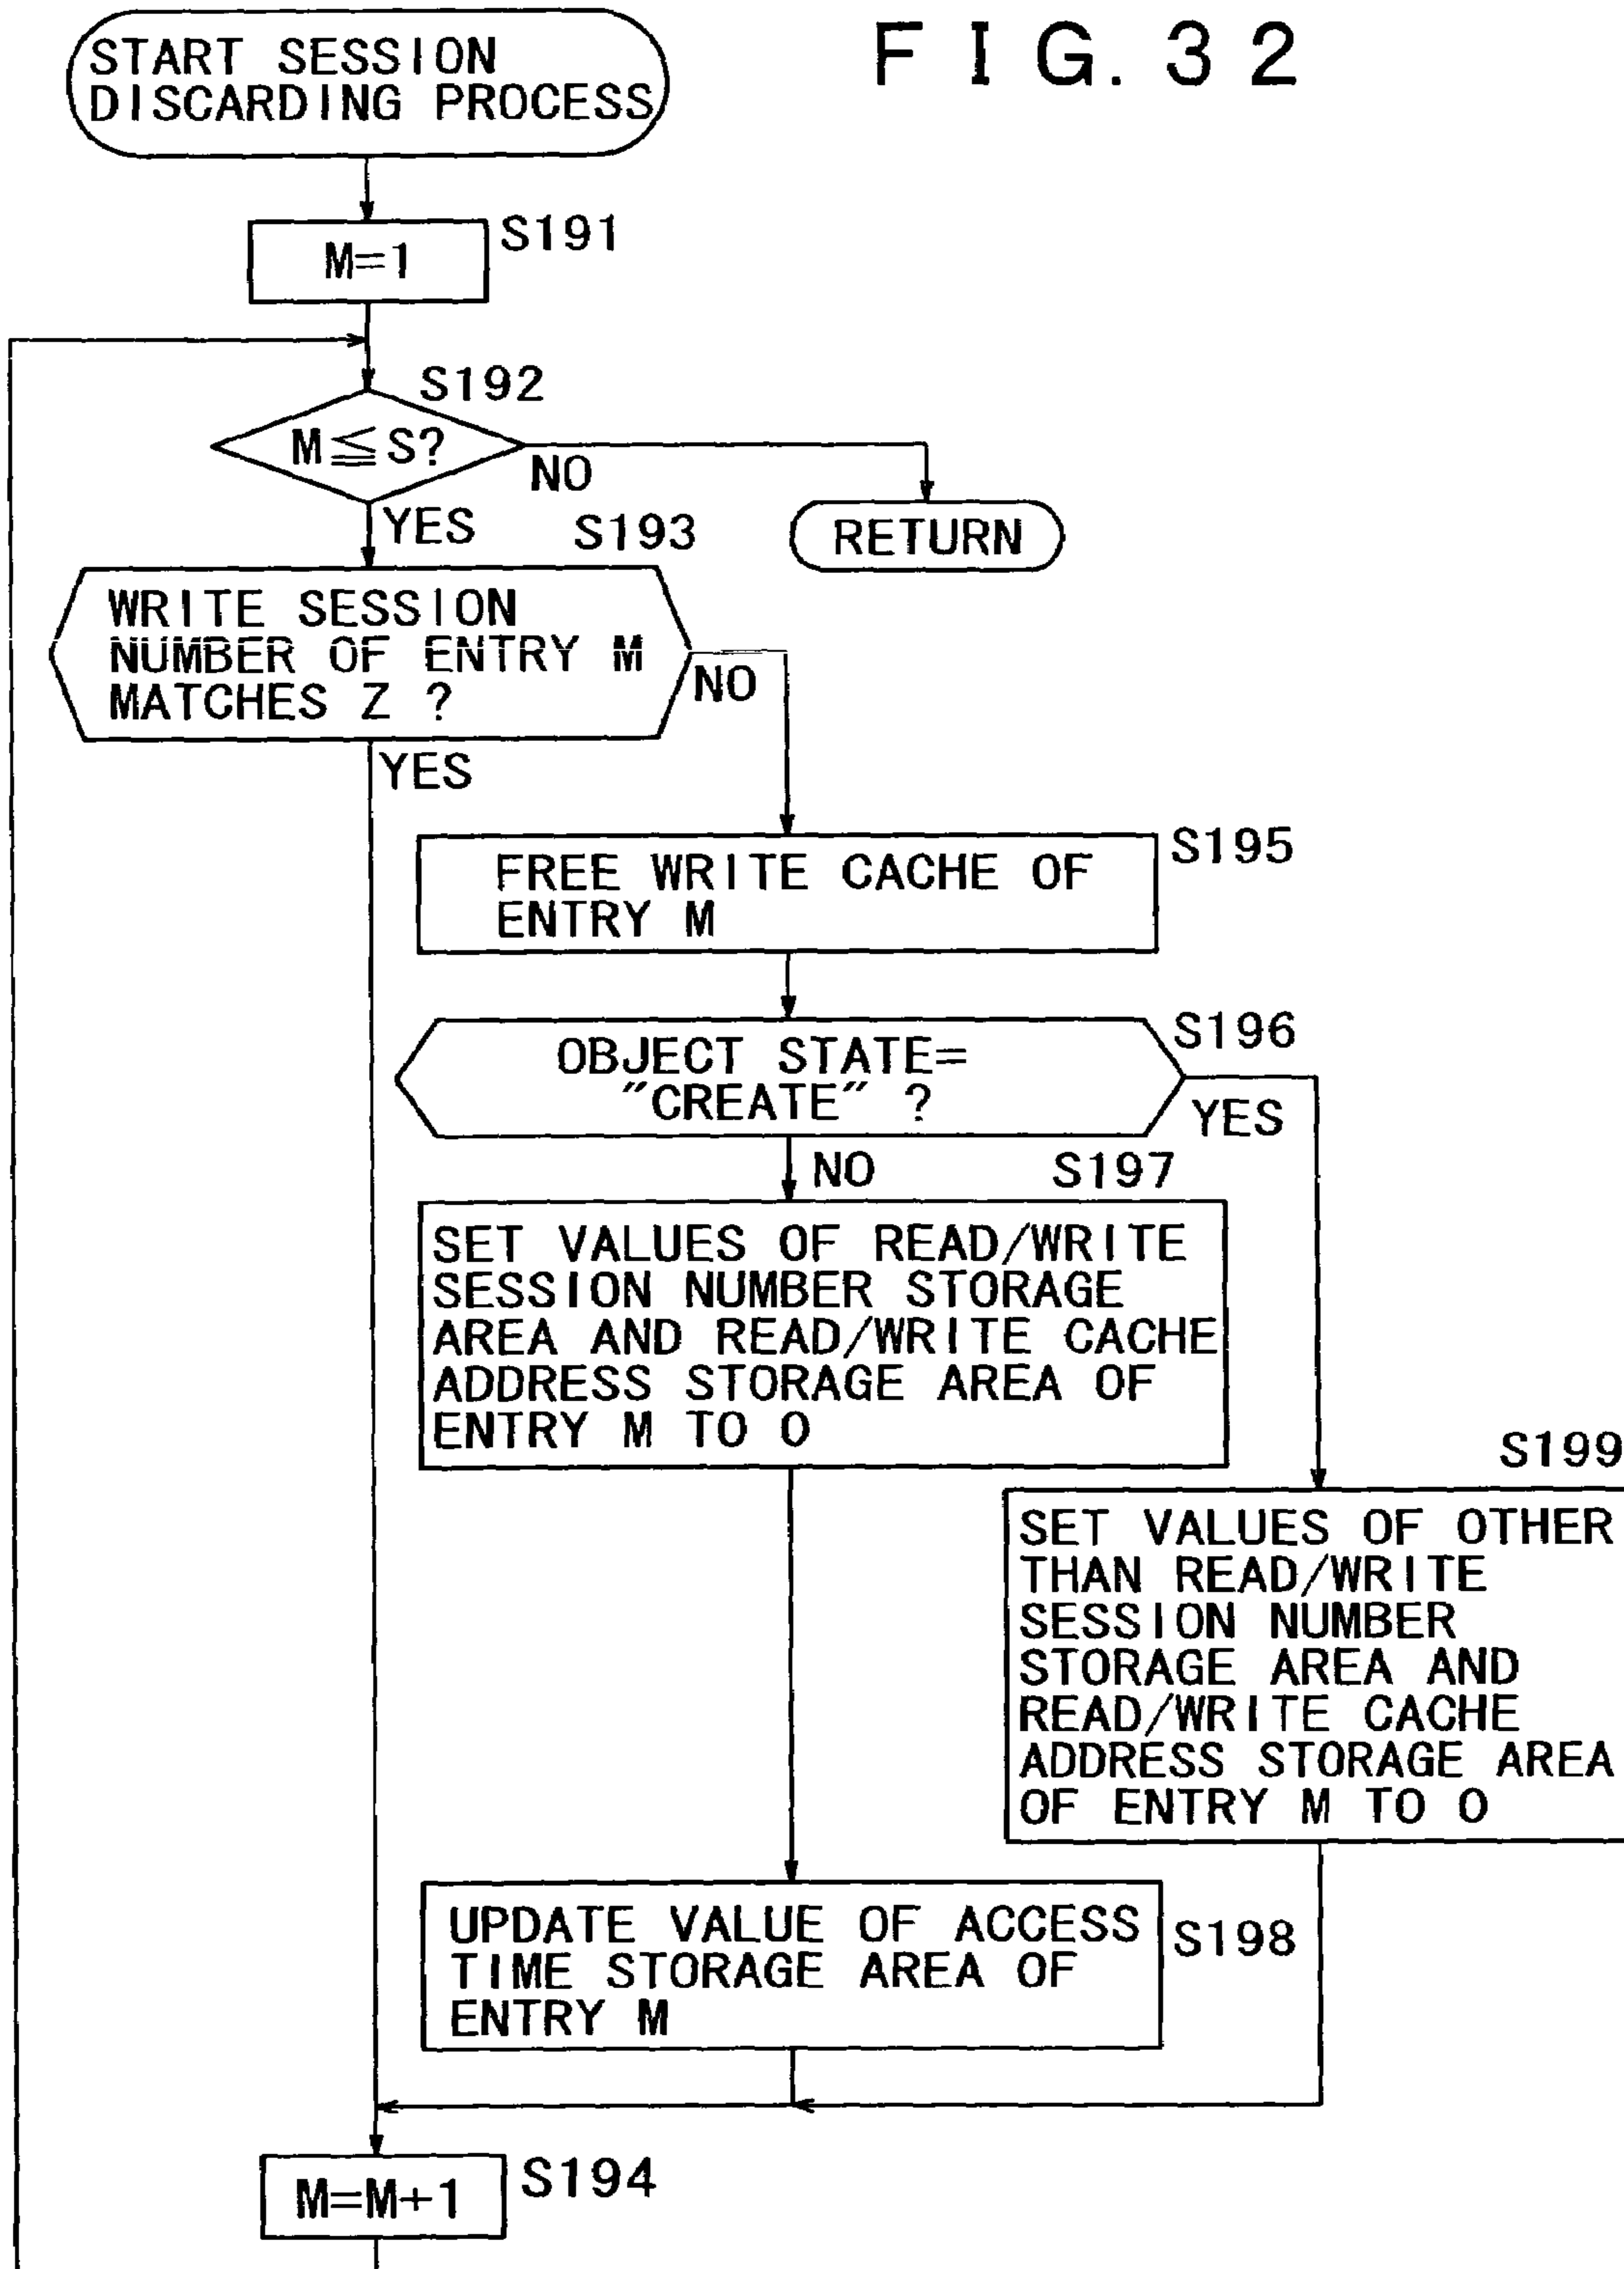 FIG. 32
START SESSION
DISCARDING PROCESS
S191
M=1
S192
M≦S?
NO
YES
RETURN
S193
WRITE SESSION
NUMBER OF ENTRY M
MATCHES Z ?
NO
YES
S195
FREE WRITE CACHE OF
ENTRY M
S196
OBJECT STATE=
"CREATE" ?
YES
NO
S197
SET VALUES OF READ/WRITE
SESSION NUMBER STORAGE
AREA AND READ/WRITE CACHE
ADDRESS STORAGE AREA OF
ENTRY M TO 0
S199
SET VALUES OF OTHER
THAN READ/WRITE
SESSION NUMBER
STORAGE AREA AND
READ/WRITE CACHE
ADDRESS STORAGE AREA
OF ENTRY M TO 0
UPDATE VALUE OF ACCESS
TIME STORAGE AREA OF
ENTRY M
S198
S194
M=M+1